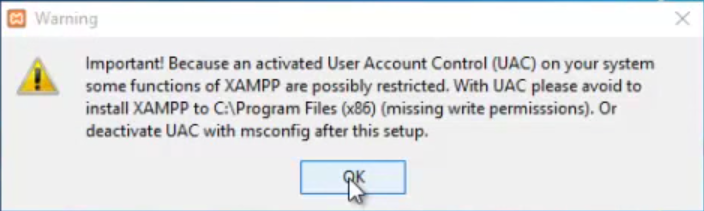 Warning
Important! Because an activated User Account Control (UAC) on your system
some functions of XAMPP are possibly restricted. With UAC please avoid to
install XAMPP to C:\Program Files (x86) (missing write permisssions). Or
deactivate UAC with msconfig after this setup.
OK